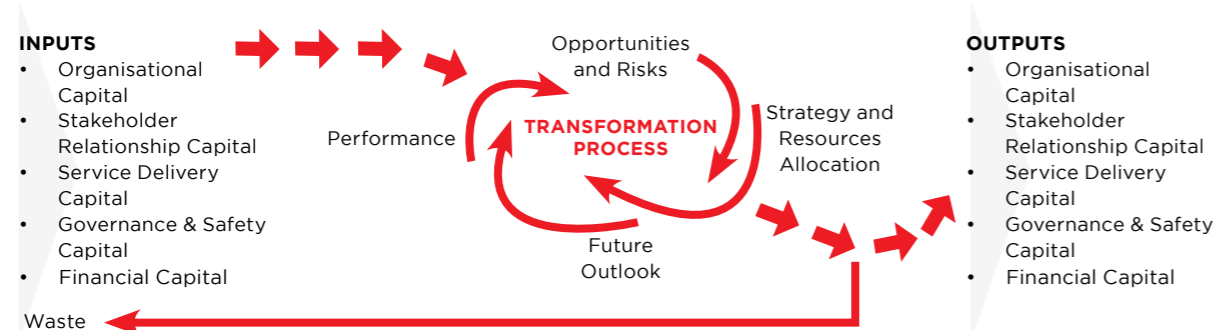 INPUTS
• Organisational
Capital
• Stakeholder
Relationship Capital
• Service Delivery
Capital
• Governance & Safety
Capital
• Financial Capital
Waste
Performance
Opportunities
and Risks
TRANSFORMATION
PROCESS
Strategy and
Resources
Allocation
Future
Outlook
OUTPUTS
• Organisational
Capital
• Stakeholder
Relationship Capital
• Service Delivery
Capital
• Governance & Safety
Capital
• Financial Capital